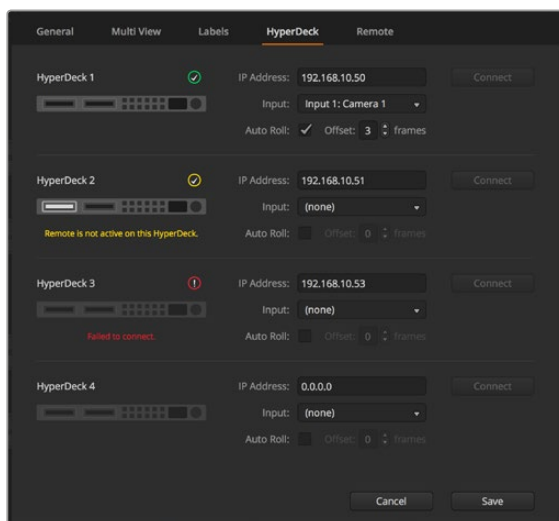 General Multi View Labels HyperDeck Remote
HyperDeck 1 IP Address: 192.168.10.50 Connect
Input: Input 1: Camera 1
Auto Roll: Offset: 3 frames
HyperDeck 2 IP Address: 192.168.10.51 Connect
Input: (none)
Remote is not active on this HyperDeck. Auto Roll: Offset: 0 frames
HyperDeck 3 IP Address: 192.168.10.53 Connect
Input: (none)
Failed to connect. Auto Roll: Offset: 0 frames
HyperDeck 4 IP Address: 0.0.0.0 Connect
Input: (none)
Auto Roll: Offset: 0 frames
Cancel Save